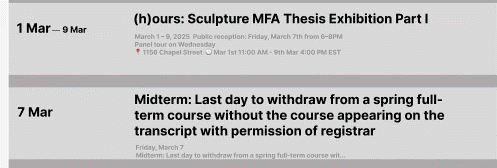 1 Mar — 9 Mar
(h)ours: Sculpture MFA Thesis Exhibition Part I
March 1 – 9, 2025 Public reception: Friday, March 7th from 6–8PM
Panel tour on Wednesday
1156 Chapel Street Mar 1st 11:00 AM - 9th Mar 4:00 PM EST
7 Mar
Midterm: Last day to withdraw from a spring full-
term course without the course appearing on the
transcript with permission of registrar
Friday, March 7
Midterm: Last day to withdraw from a spring full-term course wit...